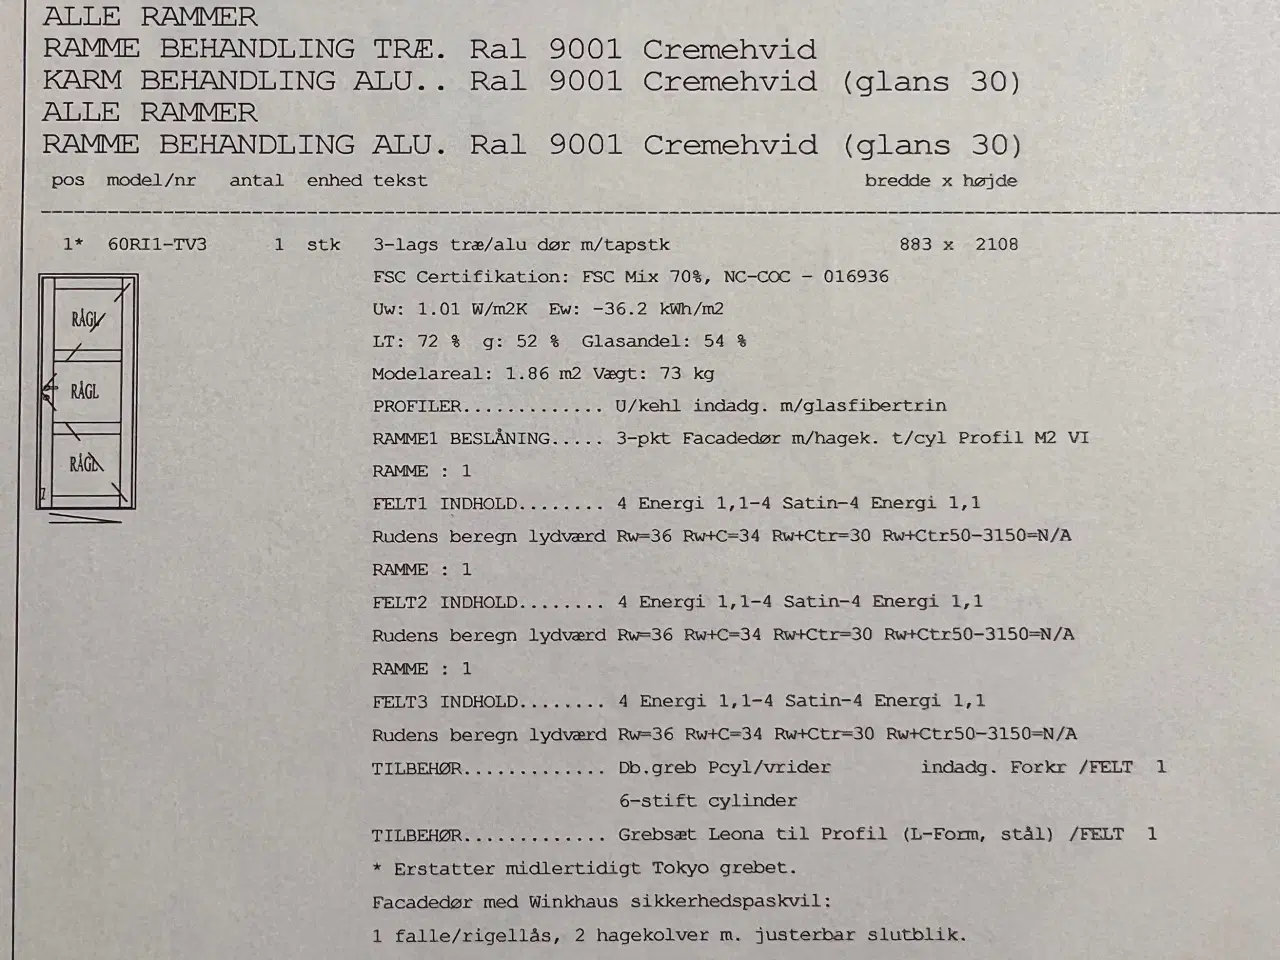 ALLE RAMMER
RAMME BEHANDLING TRÆ. Ral 9001 Cremehvid
KARM BEHANDLING ALU.. Ral 9001 Cremehvid (glans 30)
ALLE RAMMER
RAMME BEHANDLING ALU. Ral 9001 Cremehvid (glans 30)
pos model/nr antal enhed tekst bredde x højde
1* 60RI1-TV3 1 stk 3-lags træ/alu dør m/tapstk 883 x 2108
FSC Certifikation: FSC Mix 70%, NC-COC - 016936
Uw: 1.01 W/m2K Ew: -36.2 kWh/m2
RÅGL
LT: 72 % g: 52 % Glasandel: 54 %
Modelareal: 1.86 m2 Vægt: 73 kg
RÅGL
PROFILER............. U/kehl indadg. m/glasfibertrin
RAMME1 BESLÅNING..... 3-pkt Facadedør m/hagek. t/cyl Profil M2 VI
RÅGL
RAMME : 1
1
FELT1 INDHOLD........ 4 Energi 1,1-4 Satin-4 Energi 1,1
Rudens beregn lydværd Rw=36 Rw+C=34 Rw+Ctr=30 Rw+Ctr50-3150=N/A
RAMME : 1
FELT2 INDHOLD........ 4 Energi 1,1-4 Satin-4 Energi 1,1
Rudens beregn lydværd Rw=36 Rw+C=34 Rw+Ctr=30 Rw+Ctr50-3150=N/A
RAMME : 1
FELT3 INDHOLD........ 4 Energi 1,1-4 Satin-4 Energi 1,1
Rudens beregn lydværd Rw=36 Rw+C=34 Rw+Ctr=30 Rw+Ctr50-3150=N/A
TILBEHØR............. Db.greb Pcyl/vrider indadg. Forkr /FELT 1
6-stift cylinder
TILBEHØR............. Grebsæt Leona til Profil (L-Form, stål) /FELT 1
* Erstatter midlertidigt Tokyo grebet.
Facadedør med Winkhaus sikkerhedspaskvil:
1 falle/rigellås, 2 hagekolver m. justerbar slutblik.